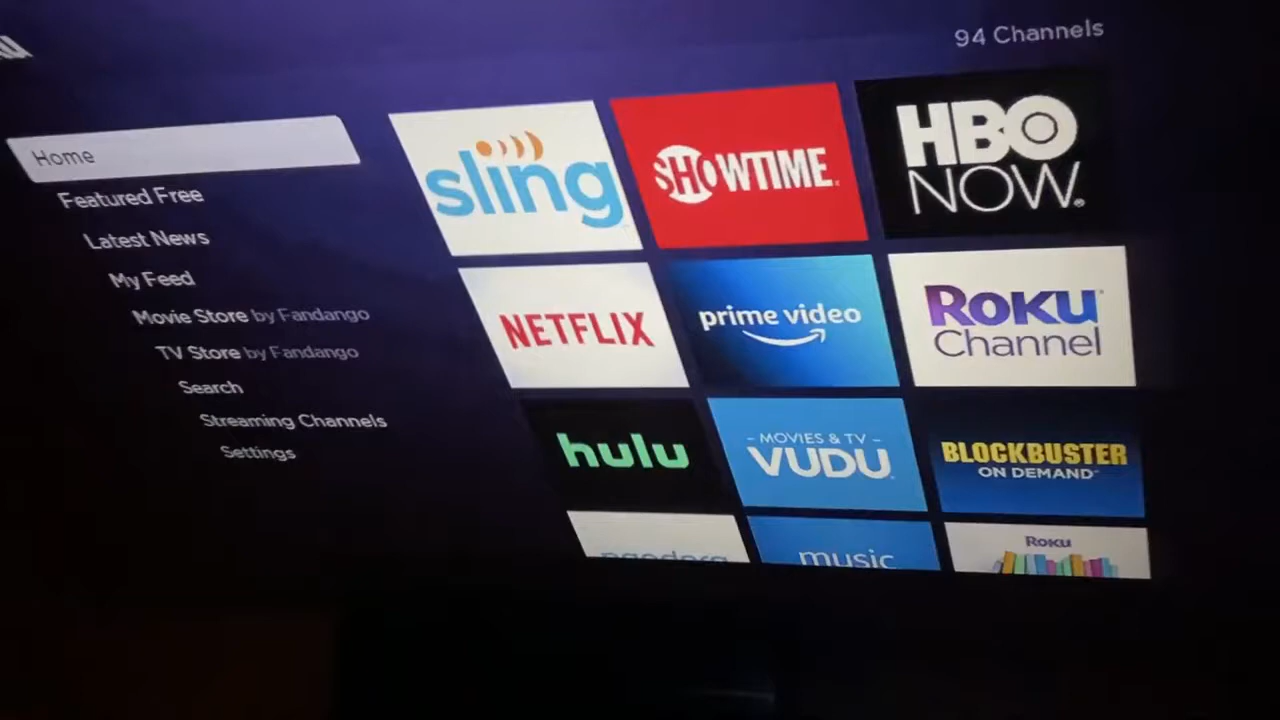 94 Channels
Home
Featured Free
Latest News
My Feed
Movie Store by Fandango
TV Store by Fandango
Search
Streaming Channels
Settings
sling
SHOWTIME
HBO
NOW.
NETFLIX
prime video
ROKU
Channel
hulu
- MOVIES & TV -
VUDU
BLOCKBUSTER
ON DEMAND
pandora
music
ROKU